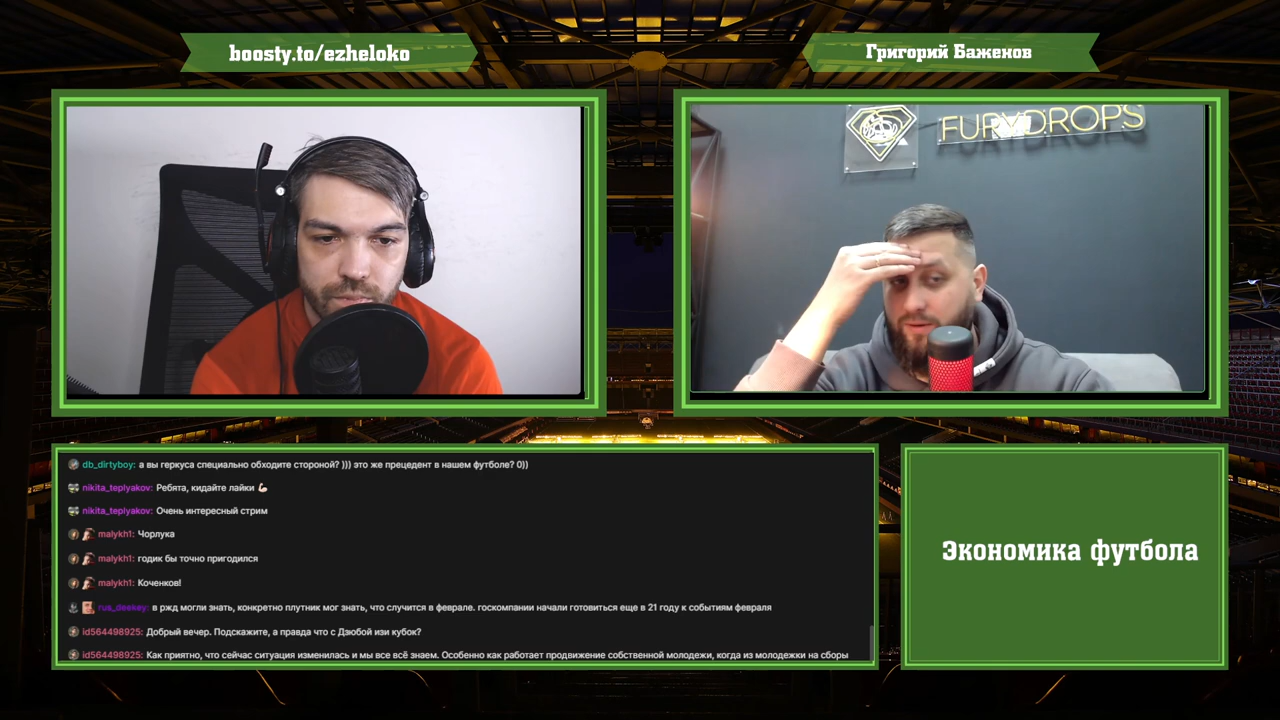 boosty.to/ezheloko
Григорий Баженов
FURYDROPS
db_dirtyboy: а вы геркуса специально обходите стороной? ))) это же прецедент в нашем футболе? 0))
nikita_teplyakov: Ребята, кидайте лайки 💪🏻
nikita_teplyakov: Очень интересный стрим
malykh1: Чорлука
malykh1: годик бы точно пригодился
malykh1: Коченков!
rus_deekey: в ржд могли знать, конкретно плутник мог знать, что случится в феврале. госкомпании начали готовиться еще в 21 году к событиям февраля
id564498925: Добрый вечер. Подскажите, а правда что с Дзюбой изи кубок?
id564498925: Как приятно, что сейчас ситуация изменилась и мы все всё знаем. Особенно как работает продвижение собственной молодежи, когда из молодежки на сборы
Экономика футбола